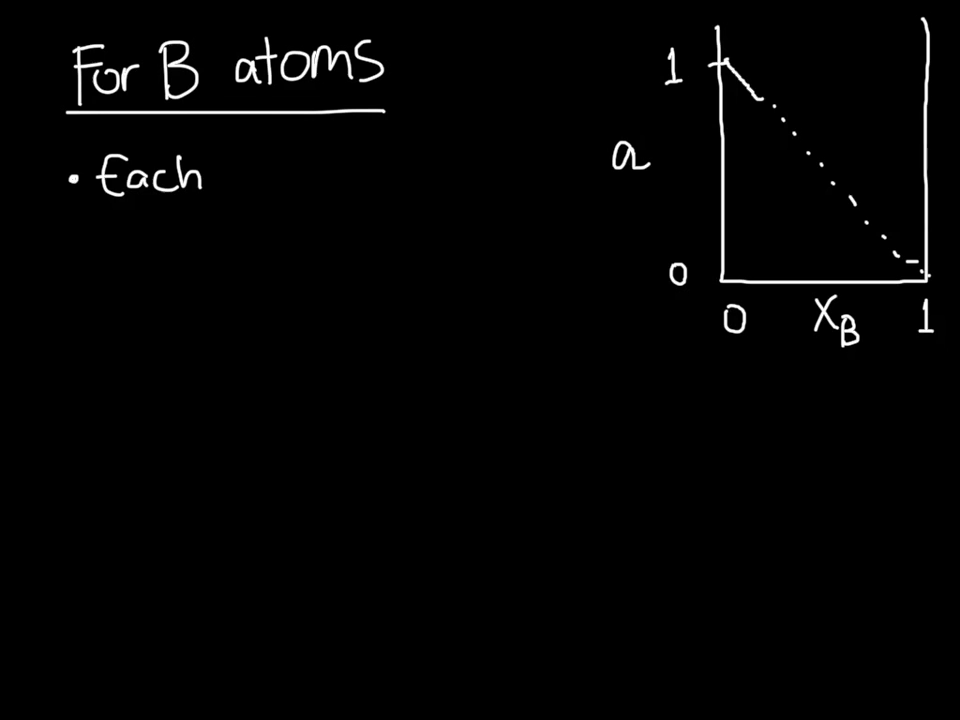 For B atoms
• Each
1
a
0
0 X_B 1